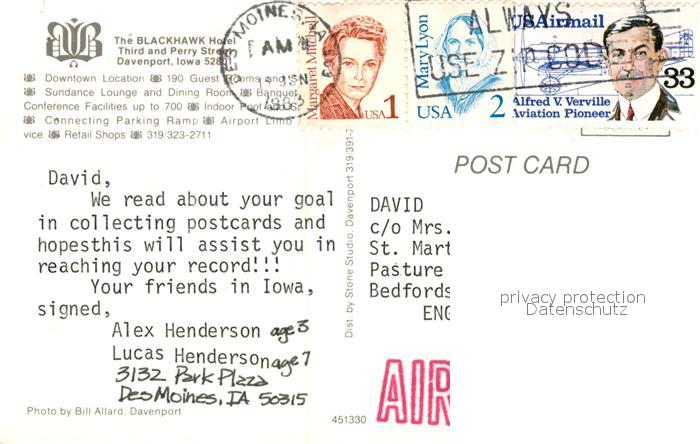 The BLACKHAWK Hotel
Third and Perry Street
Davenport, Iowa
Downtown Location 190 Guest Rooms and
Sundance Lounge and Dining Room Banquet
Conference Facilities up to 700 Indoor Pool
Connecting Parking Ramp Airport Limo
vice Retail Shops 319/323-2711
DES MOINES, IA
AM
Margaret Mitchell
USA 1
Mary Lyon
USA 2
ALWAYS
USE ZIP CODE
USAirmail
33
Alfred V. Verville
Aviation Pioneer
POST CARD
David,
We read about your goal
in collecting postcards and
hopesthis will assist you in
reaching your record!!!
Your friends in Iowa,
signed,
Alex Henderson age 3
Lucas Henderson age 7
3132 Park Plaza
Des Moines, IA 50315
Photo by Bill Allard, Davenport
Dist. by Stone Studio, Davenport 319/391-
451330
DAVID
c/o Mrs.
St. Mart
Pasture
Bedfords
ENG
AIR
privacy protection
Datenschutz